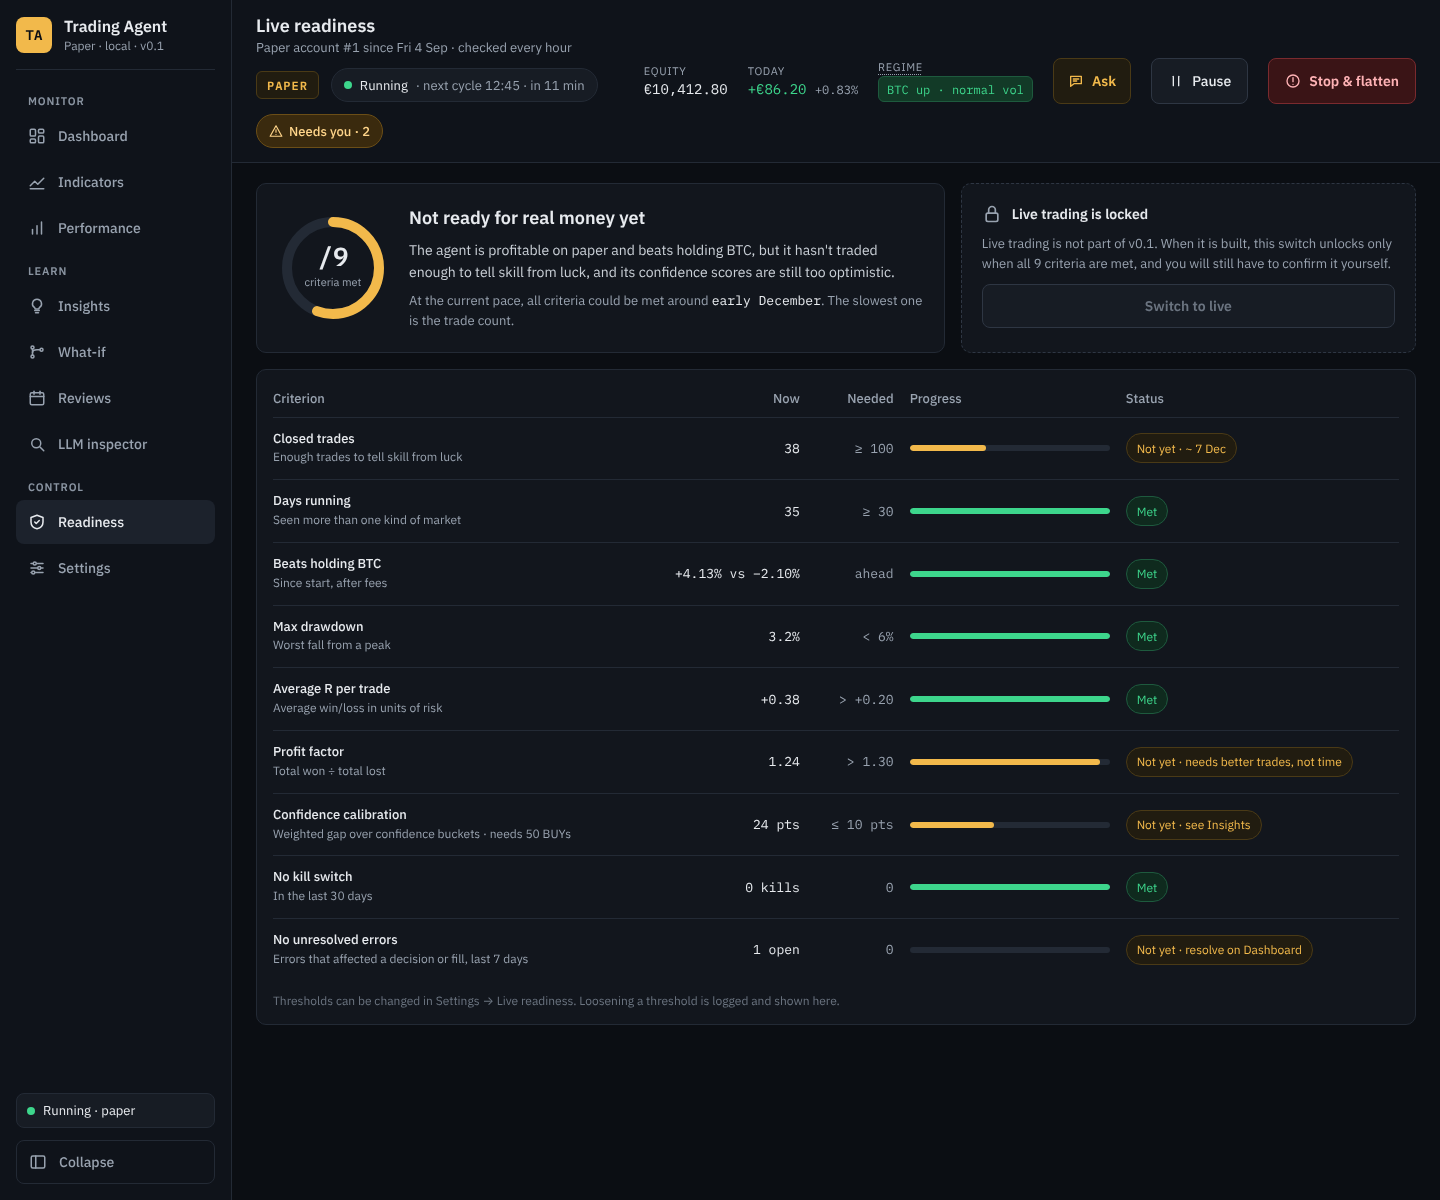 TA
Trading Agent
Paper · local · v0.1
MONITOR
Dashboard
Indicators
Performance
LEARN
Insights
What-if
Reviews
LLM inspector
CONTROL
Readiness
Settings
Running · paper
Collapse
Live readiness
Paper account #1 since Fri 4 Sep · checked every hour
PAPER
Running · next cycle 12:45 · in 11 min
EQUITY
€10,412.80
TODAY
+€86.20 +0.83%
REGIME
BTC up · normal vol
Ask
Pause
Stop & flatten
Needs you · 2
/9
criteria met
Not ready for real money yet
The agent is profitable on paper and beats holding BTC, but it hasn't traded
enough to tell skill from luck, and its confidence scores are still too optimistic.
At the current pace, all criteria could be met around early December. The slowest one
is the trade count.
Live trading is locked
Live trading is not part of v0.1. When it is built, this switch unlocks only
when all 9 criteria are met, and you will still have to confirm it yourself.
Switch to live
Criterion Now Needed Progress Status
Closed trades
Enough trades to tell skill from luck
38 ≥ 100 Not yet · ~ 7 Dec
Days running
Seen more than one kind of market
35 ≥ 30 Met
Beats holding BTC
Since start, after fees
+4.13% vs −2.10% ahead Met
Max drawdown
Worst fall from a peak
3.2% < 6% Met
Average R per trade
Average win/loss in units of risk
+0.38 > +0.20 Met
Profit factor
Total won ÷ total lost
1.24 > 1.30 Not yet · needs better trades, not time
Confidence calibration
Weighted gap over confidence buckets · needs 50 BUYs
24 pts ≤ 10 pts Not yet · see Insights
No kill switch
In the last 30 days
0 kills 0 Met
No unresolved errors
Errors that affected a decision or fill, last 7 days
1 open 0 Not yet · resolve on Dashboard
Thresholds can be changed in Settings → Live readiness. Loosening a threshold is logged and shown here.